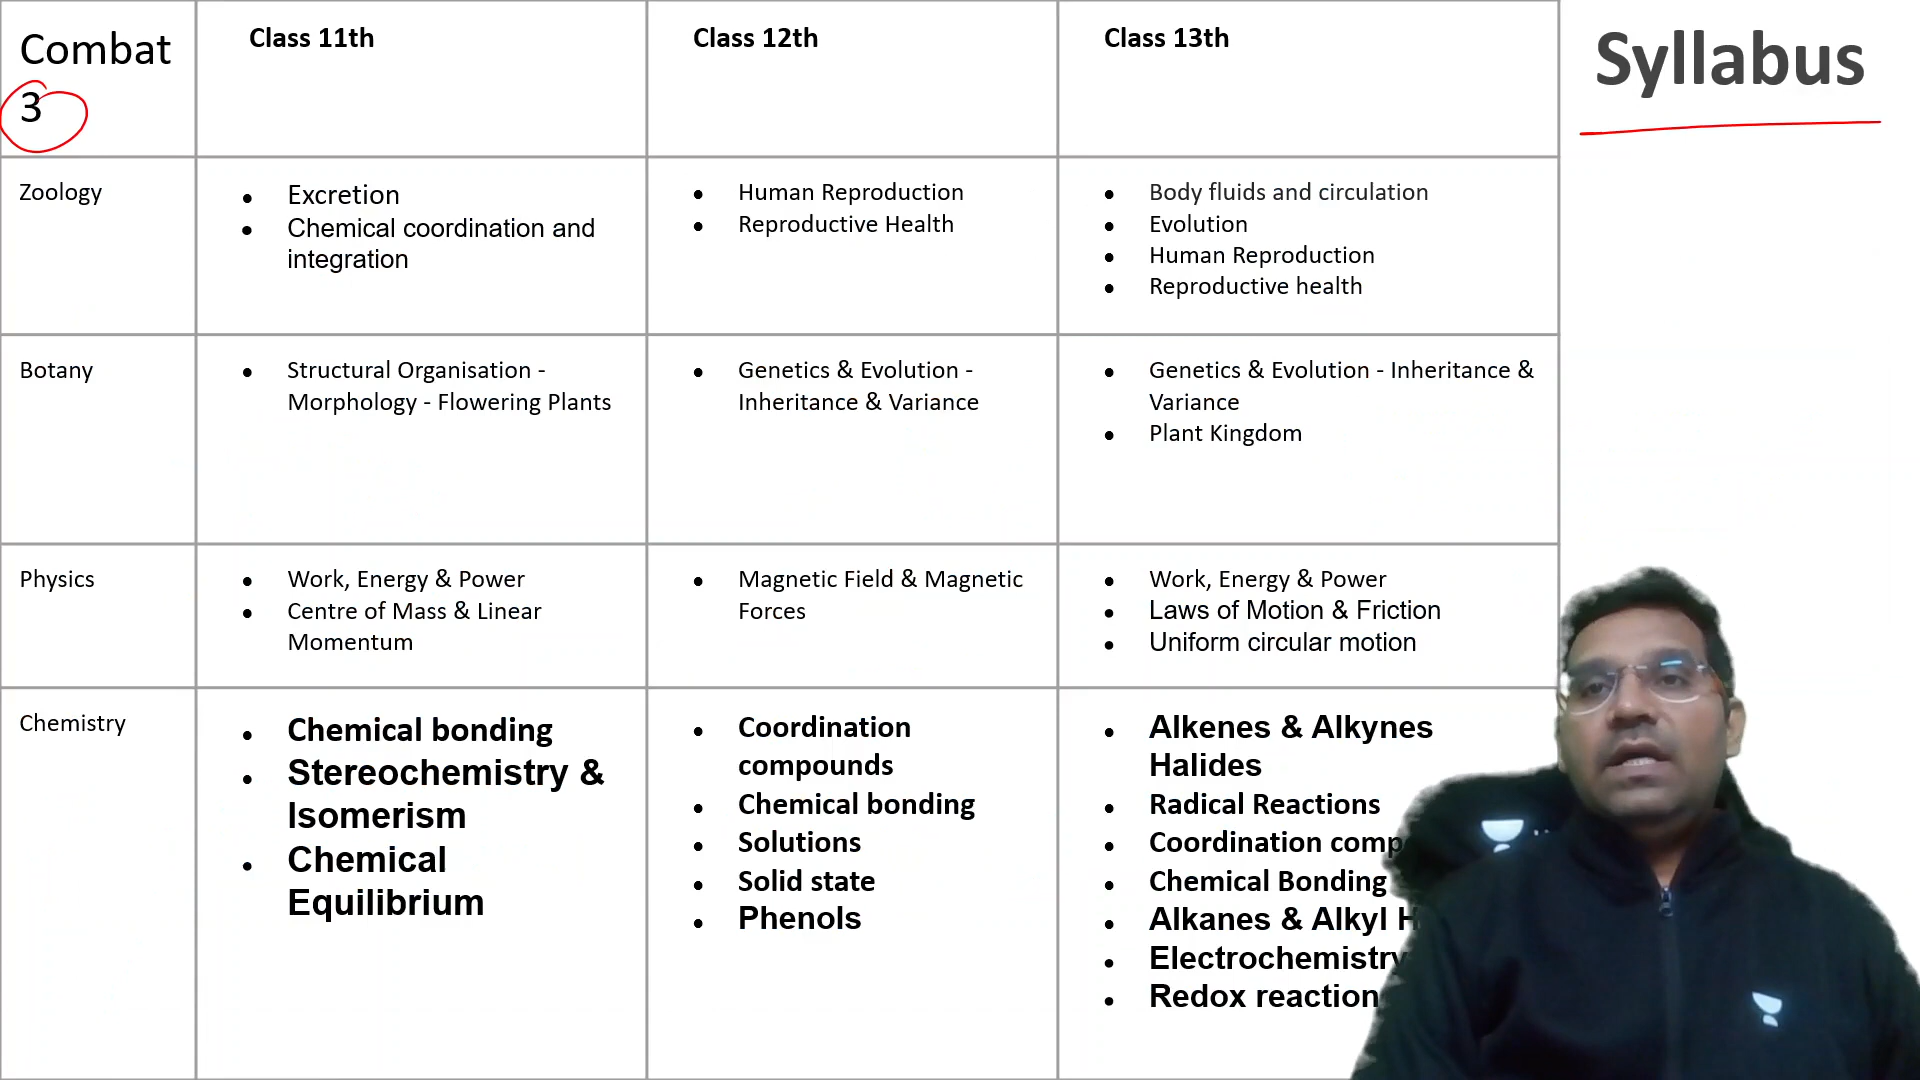 Combat
3
Class 11th
Class 12th
Class 13th
Syllabus
Zoology
Excretion
Chemical coordination and
integration
Human Reproduction
Reproductive Health
Body fluids and circulation
Evolution
Human Reproduction
Reproductive health
Botany
Structural Organisation -
Morphology - Flowering Plants
Genetics & Evolution -
Inheritance & Variance
Genetics & Evolution - Inheritance &
Variance
Plant Kingdom
Physics
Work, Energy & Power
Centre of Mass & Linear
Momentum
Magnetic Field & Magnetic
Forces
Work, Energy & Power
Laws of Motion & Friction
Uniform circular motion
Chemistry
Chemical bonding
Stereochemistry &
Isomerism
Chemical
Equilibrium
Coordination
compounds
Chemical bonding
Solutions
Solid state
Phenols
Alkenes & Alkynes
Halides
Radical Reactions
Coordination
Chemical Bonding
Alkanes & Alkyl
Electrochemistry
Redox reaction